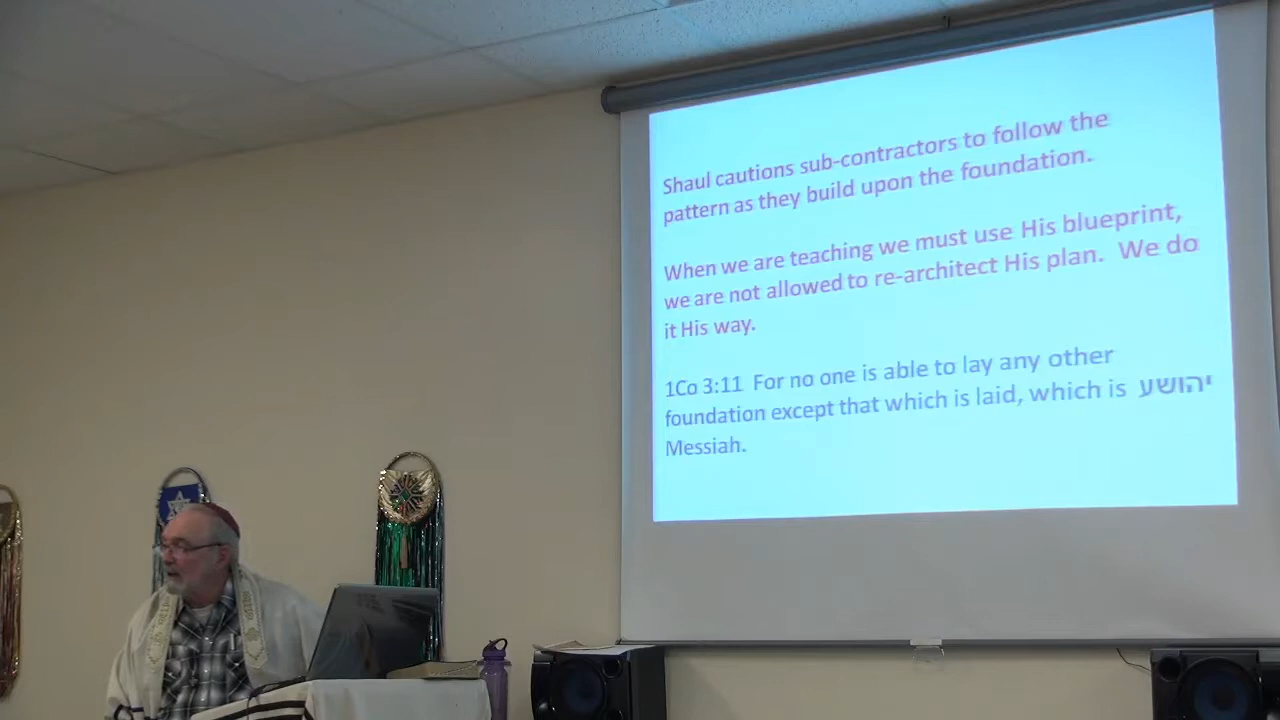 Shaul cautions sub-contractors to follow the
pattern as they build upon the foundation.
When we are teaching we must use His blueprint,
we are not allowed to re-architect His plan. We do
it His way.
1Co 3:11 For no one is able to lay any other
foundation except that which is laid, which is יהושע
Messiah.